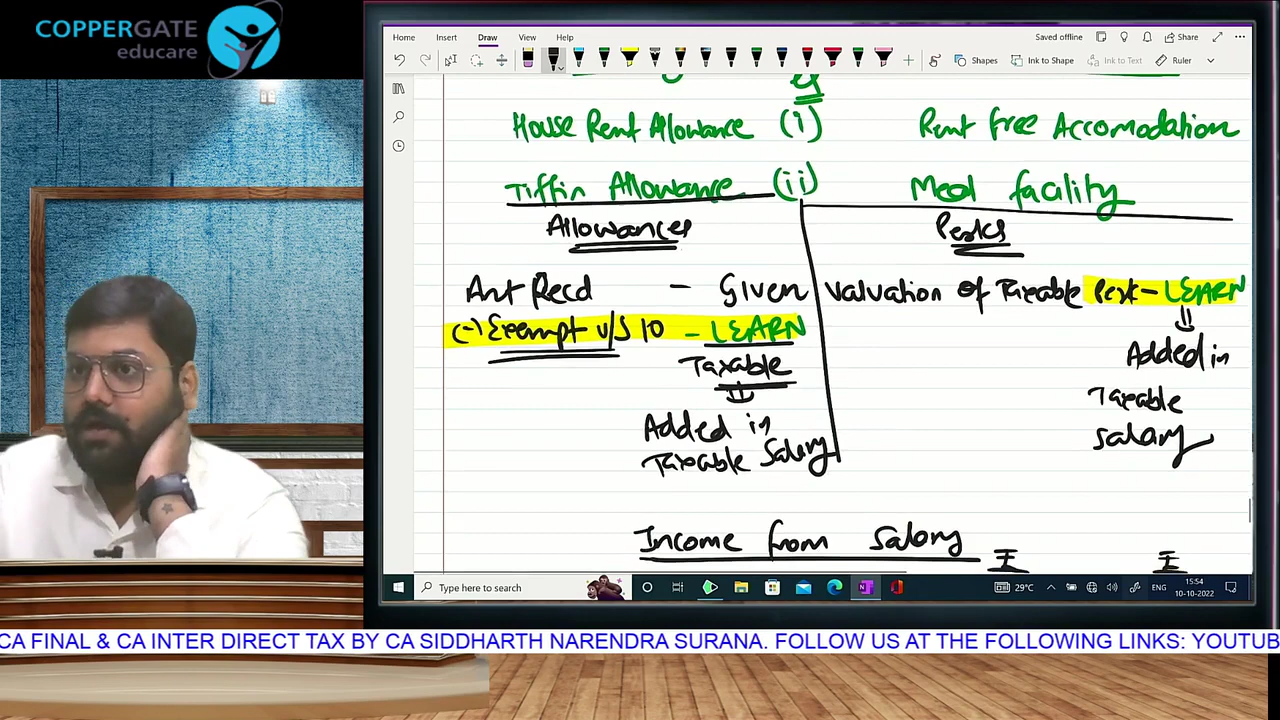 COPPERGATE
educare
Home Insert Draw View Help
Saved offline
Share
Shapes
Ink to Shape
Ink to Text
Ruler
House Rent Allowance (i) Rent free Accomodation
Tiffin Allowance (ii) Meal facility
Allowances Perks
Amt Recd - Given Valuation of Taxable Perk - LEARN
(-) Exempt u/s 10 - LEARN
Taxable
Added in
Taxable Salary
Added in
Taxable
Salary
Income from Salary
₹ ₹
Type here to search
29°C
ENG
15:54
10-10-2022
CA FINAL & CA INTER DIRECT TAX BY CA SIDDHARTH NARENDRA SURANA. FOLLOW US AT THE FOLLOWING LINKS: YOUTUB